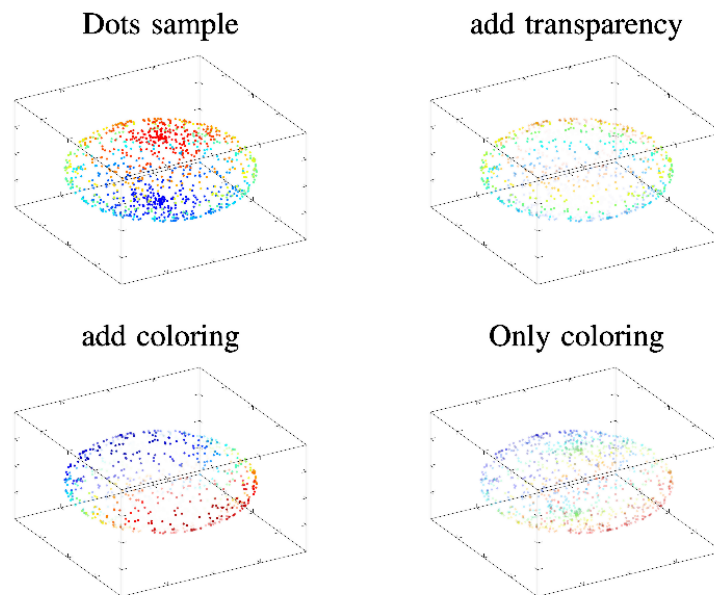 Dots sample
add transparency
add coloring
Only coloring